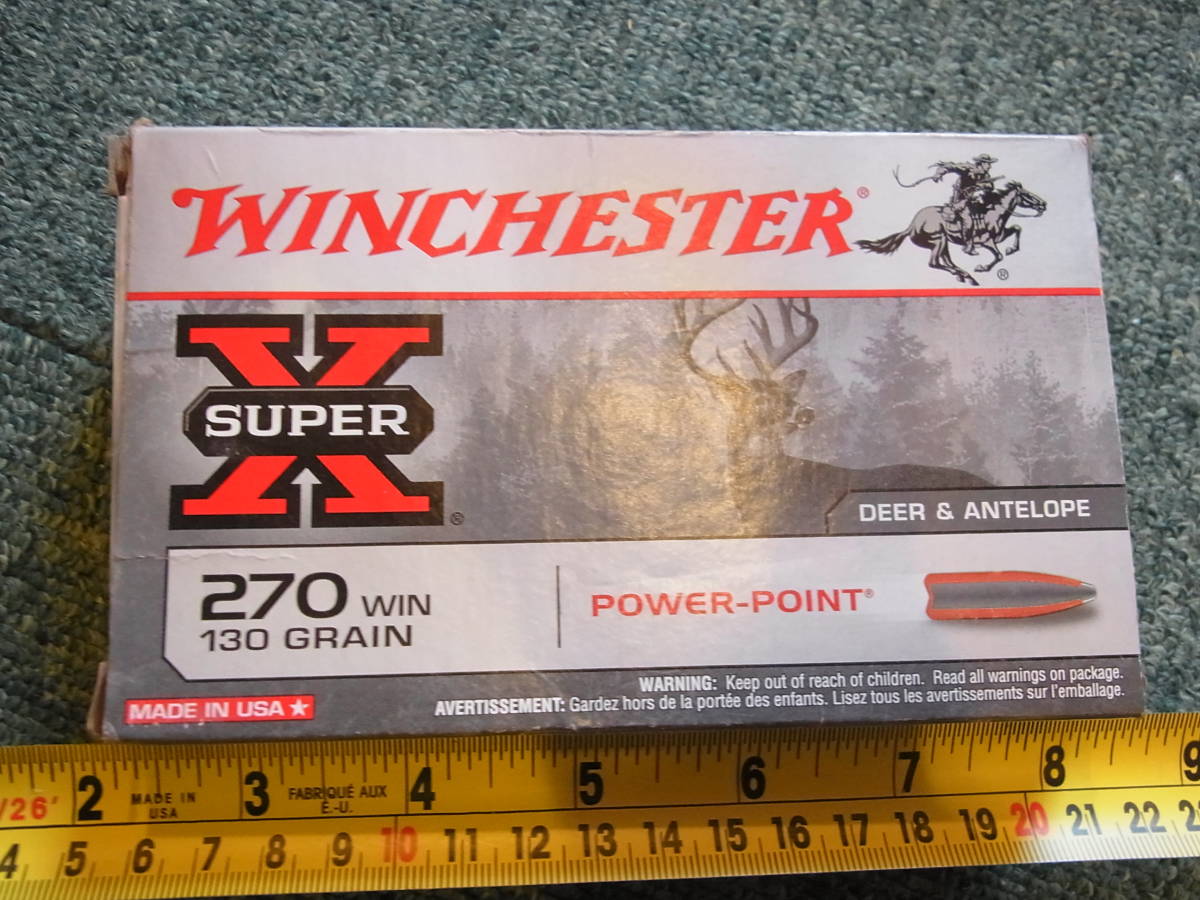 WINCHESTER®
®
X
SUPER
®
DEER & ANTELOPE
270 WIN
130 GRAIN
POWER-POINT®
WARNING: Keep out of reach of children. Read all warnings on package.
AVERTISSEMENT: Gardez hors de la portée des enfants. Lisez tous les avertissements sur l'emballage.
MADE IN USA
/26' 2 MADE IN USA 3 FABRIQUÉ AUX É.-U. 4 5 6 7 8 9
4 5 6 7 8 9 10 11 12 13 14 15 16 17 18 19 20 21 22